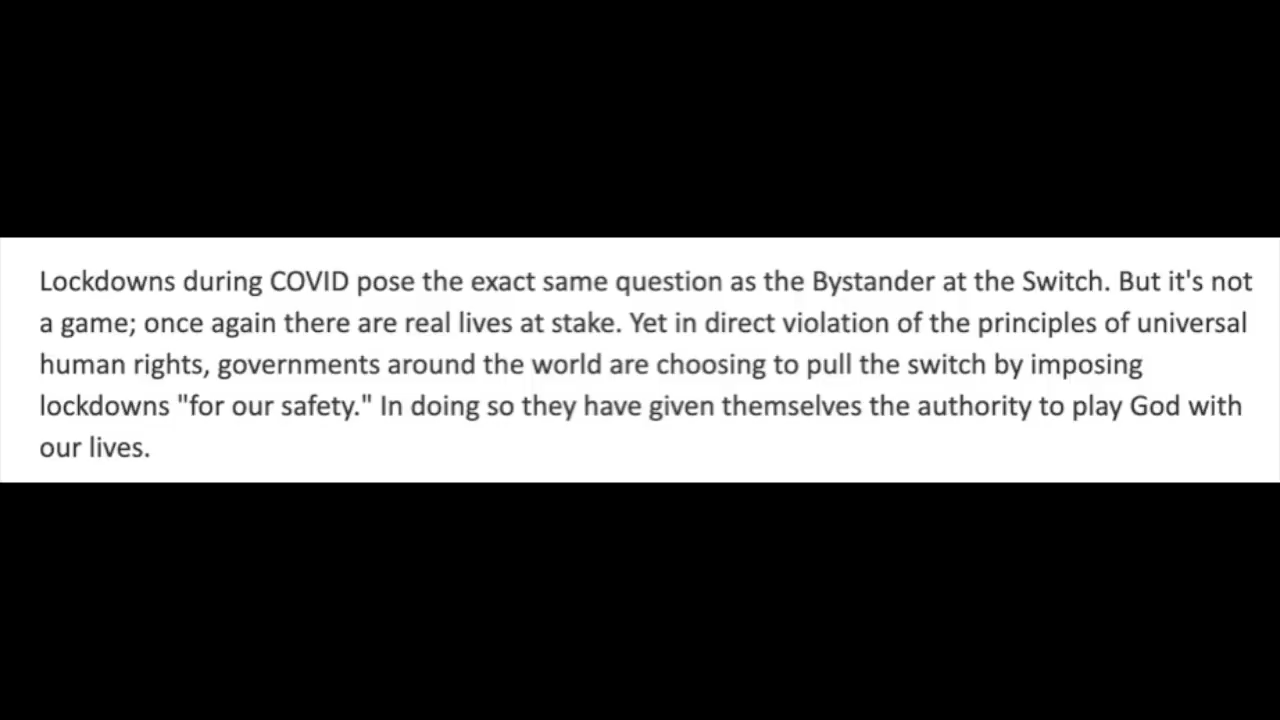 Lockdowns during COVID pose the exact same question as the Bystander at the Switch. But it's not
a game; once again there are real lives at stake. Yet in direct violation of the principles of universal
human rights, governments around the world are choosing to pull the switch by imposing
lockdowns "for our safety." In doing so they have given themselves the authority to play God with
our lives.